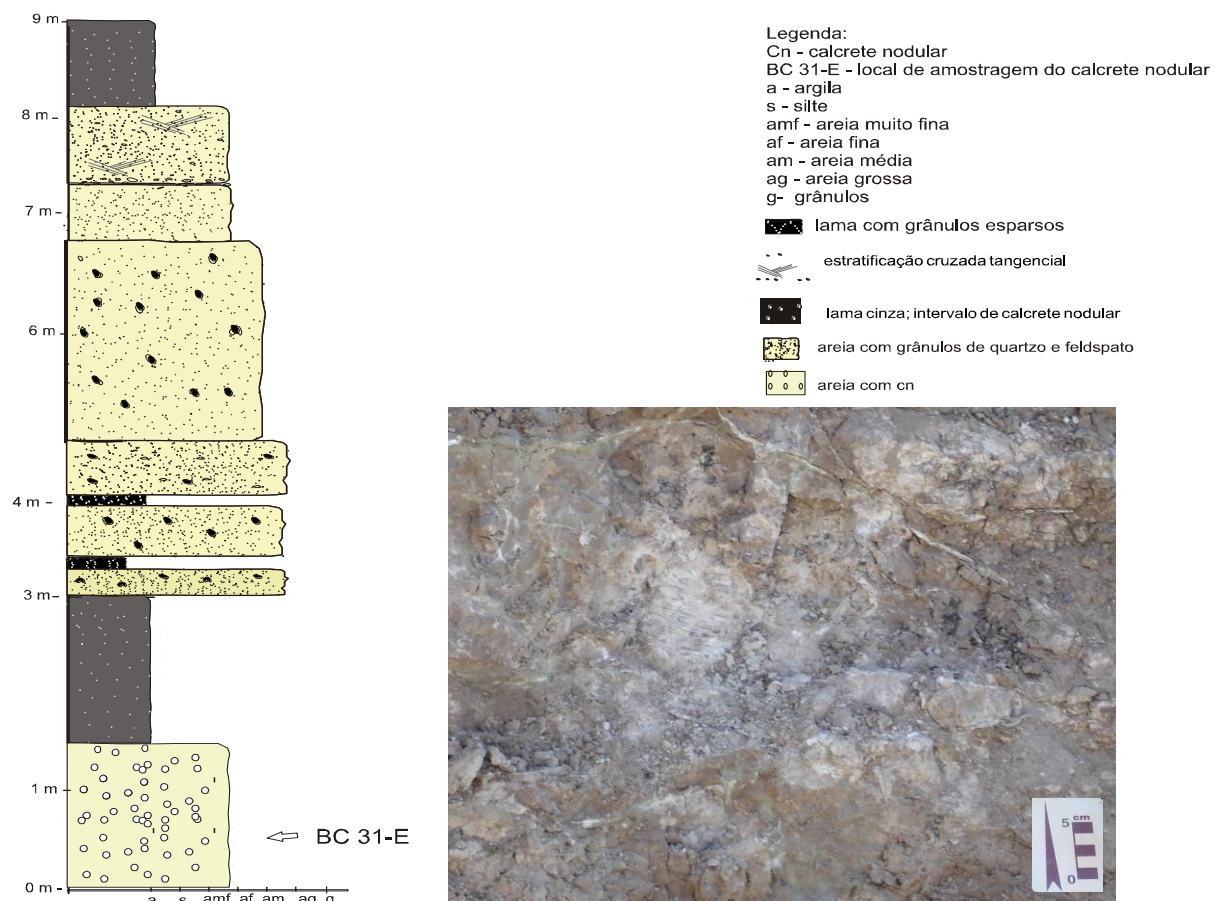 9 m
8 m
7 m
6 m
4 m
3 m
1 m
0 m
BC 31-E
a s amf af am ag g
Legenda:
Cn - calcrete nodular
BC 31-E - local de amostragem do calcrete nodular
a - argila
s - silte
amf - areia muito fina
af - areia fina
am - areia média
ag - areia grossa
g- grânulos
lama com grânulos esparsos
estratificação cruzada tangencial
lama cinza; intervalo de calcrete nodular
areia com grânulos de quartzo e feldspato
areia com cn
5 cm
0